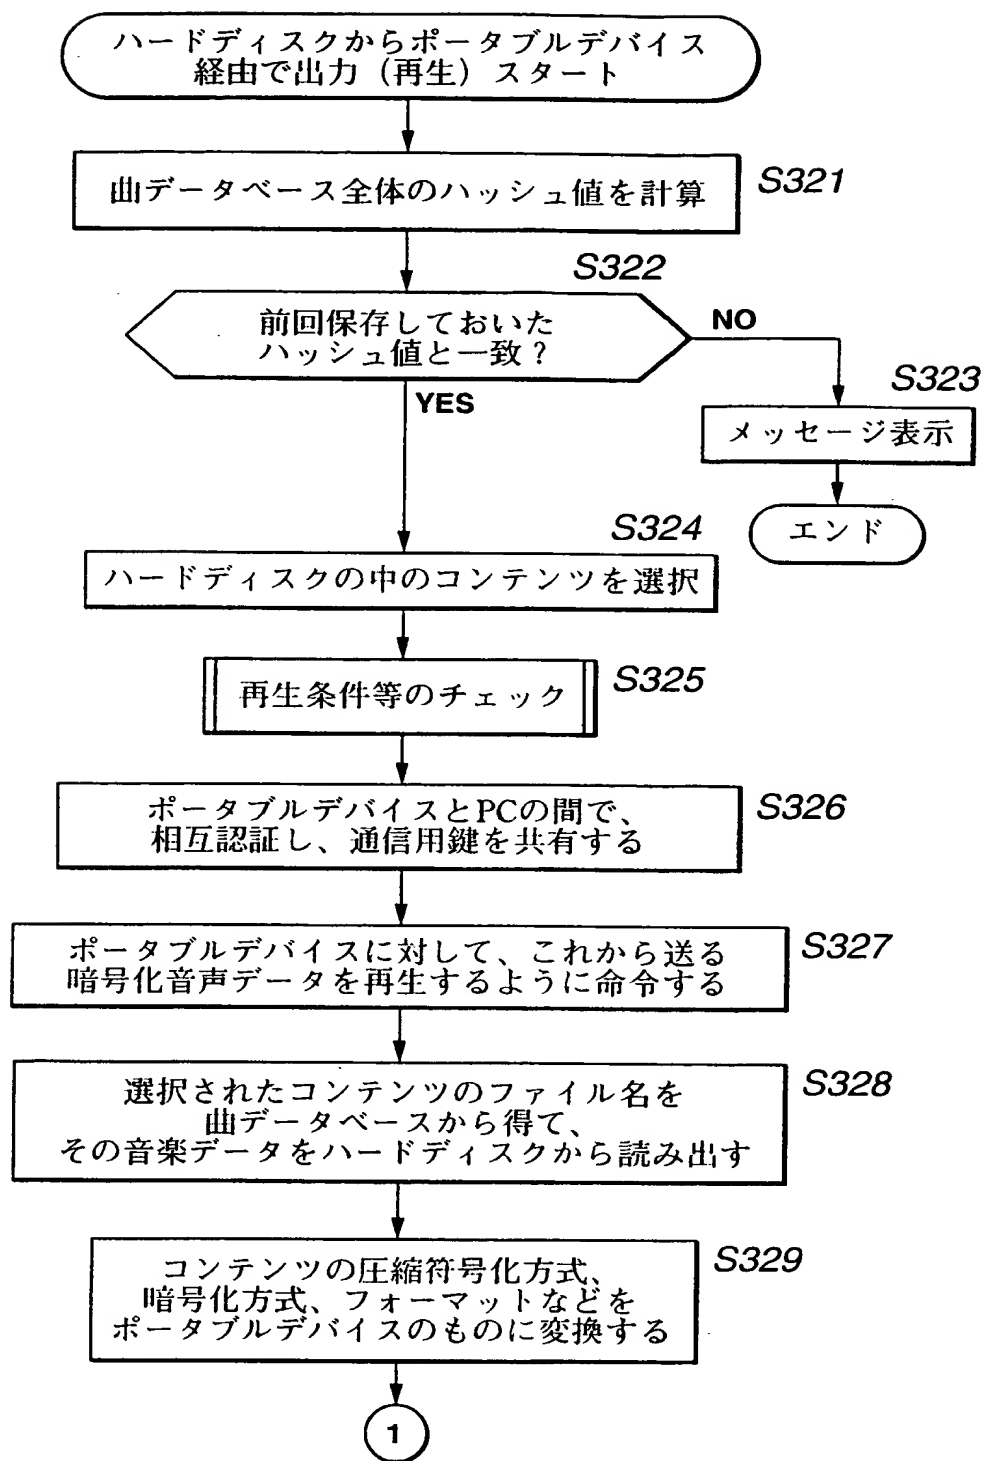 ハードディスクからポータブルデバイス
経由で出力（再生）スタート
曲データベース全体のハッシュ値を計算
S321
S322
前回保存しておいた
ハッシュ値と一致？
NO
YES
S323
メッセージ表示
エンド
S324
ハードディスクの中のコンテンツを選択
再生条件等のチェック
S325
ポータブルデバイスとPCの間で、
相互認証し、通信用鍵を共有する
S326
ポータブルデバイスに対して、これから送る
暗号化音声データを再生するように命令する
S327
選択されたコンテンツのファイル名を
曲データベースから得て、
その音楽データをハードディスクから読み出す
S328
コンテンツの圧縮符号化方式、
暗号化方式、フォーマットなどを
ポータブルデバイスのものに変換する
S329
1